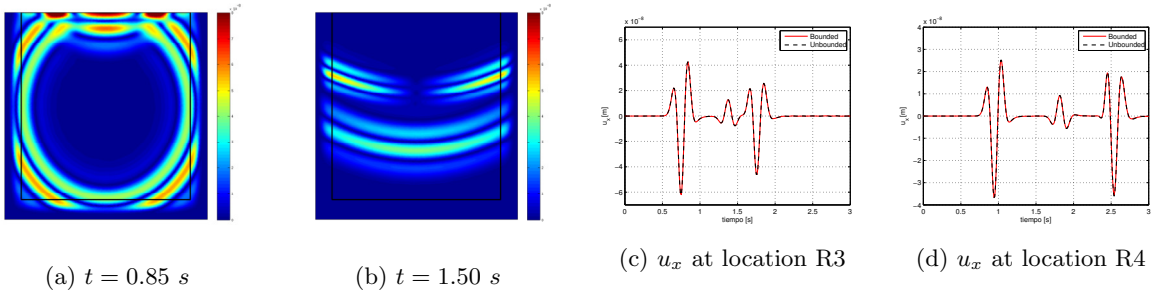 x 10⁻⁸
x 10⁻⁸
Bounded
Unbounded
Bounded
Unbounded
6
4
2
0
−2
−4
−6
4
3
2
1
0
−1
−2
−3
−4
u_x [m]
u_x [m]
0 0.5 1 1.5 2 2.5 3
0 0.5 1 1.5 2 2.5 3
tiempo [s]
tiempo [s]
(a) t = 0.85 s
(b) t = 1.50 s
(c) u_x at location R3
(d) u_x at location R4